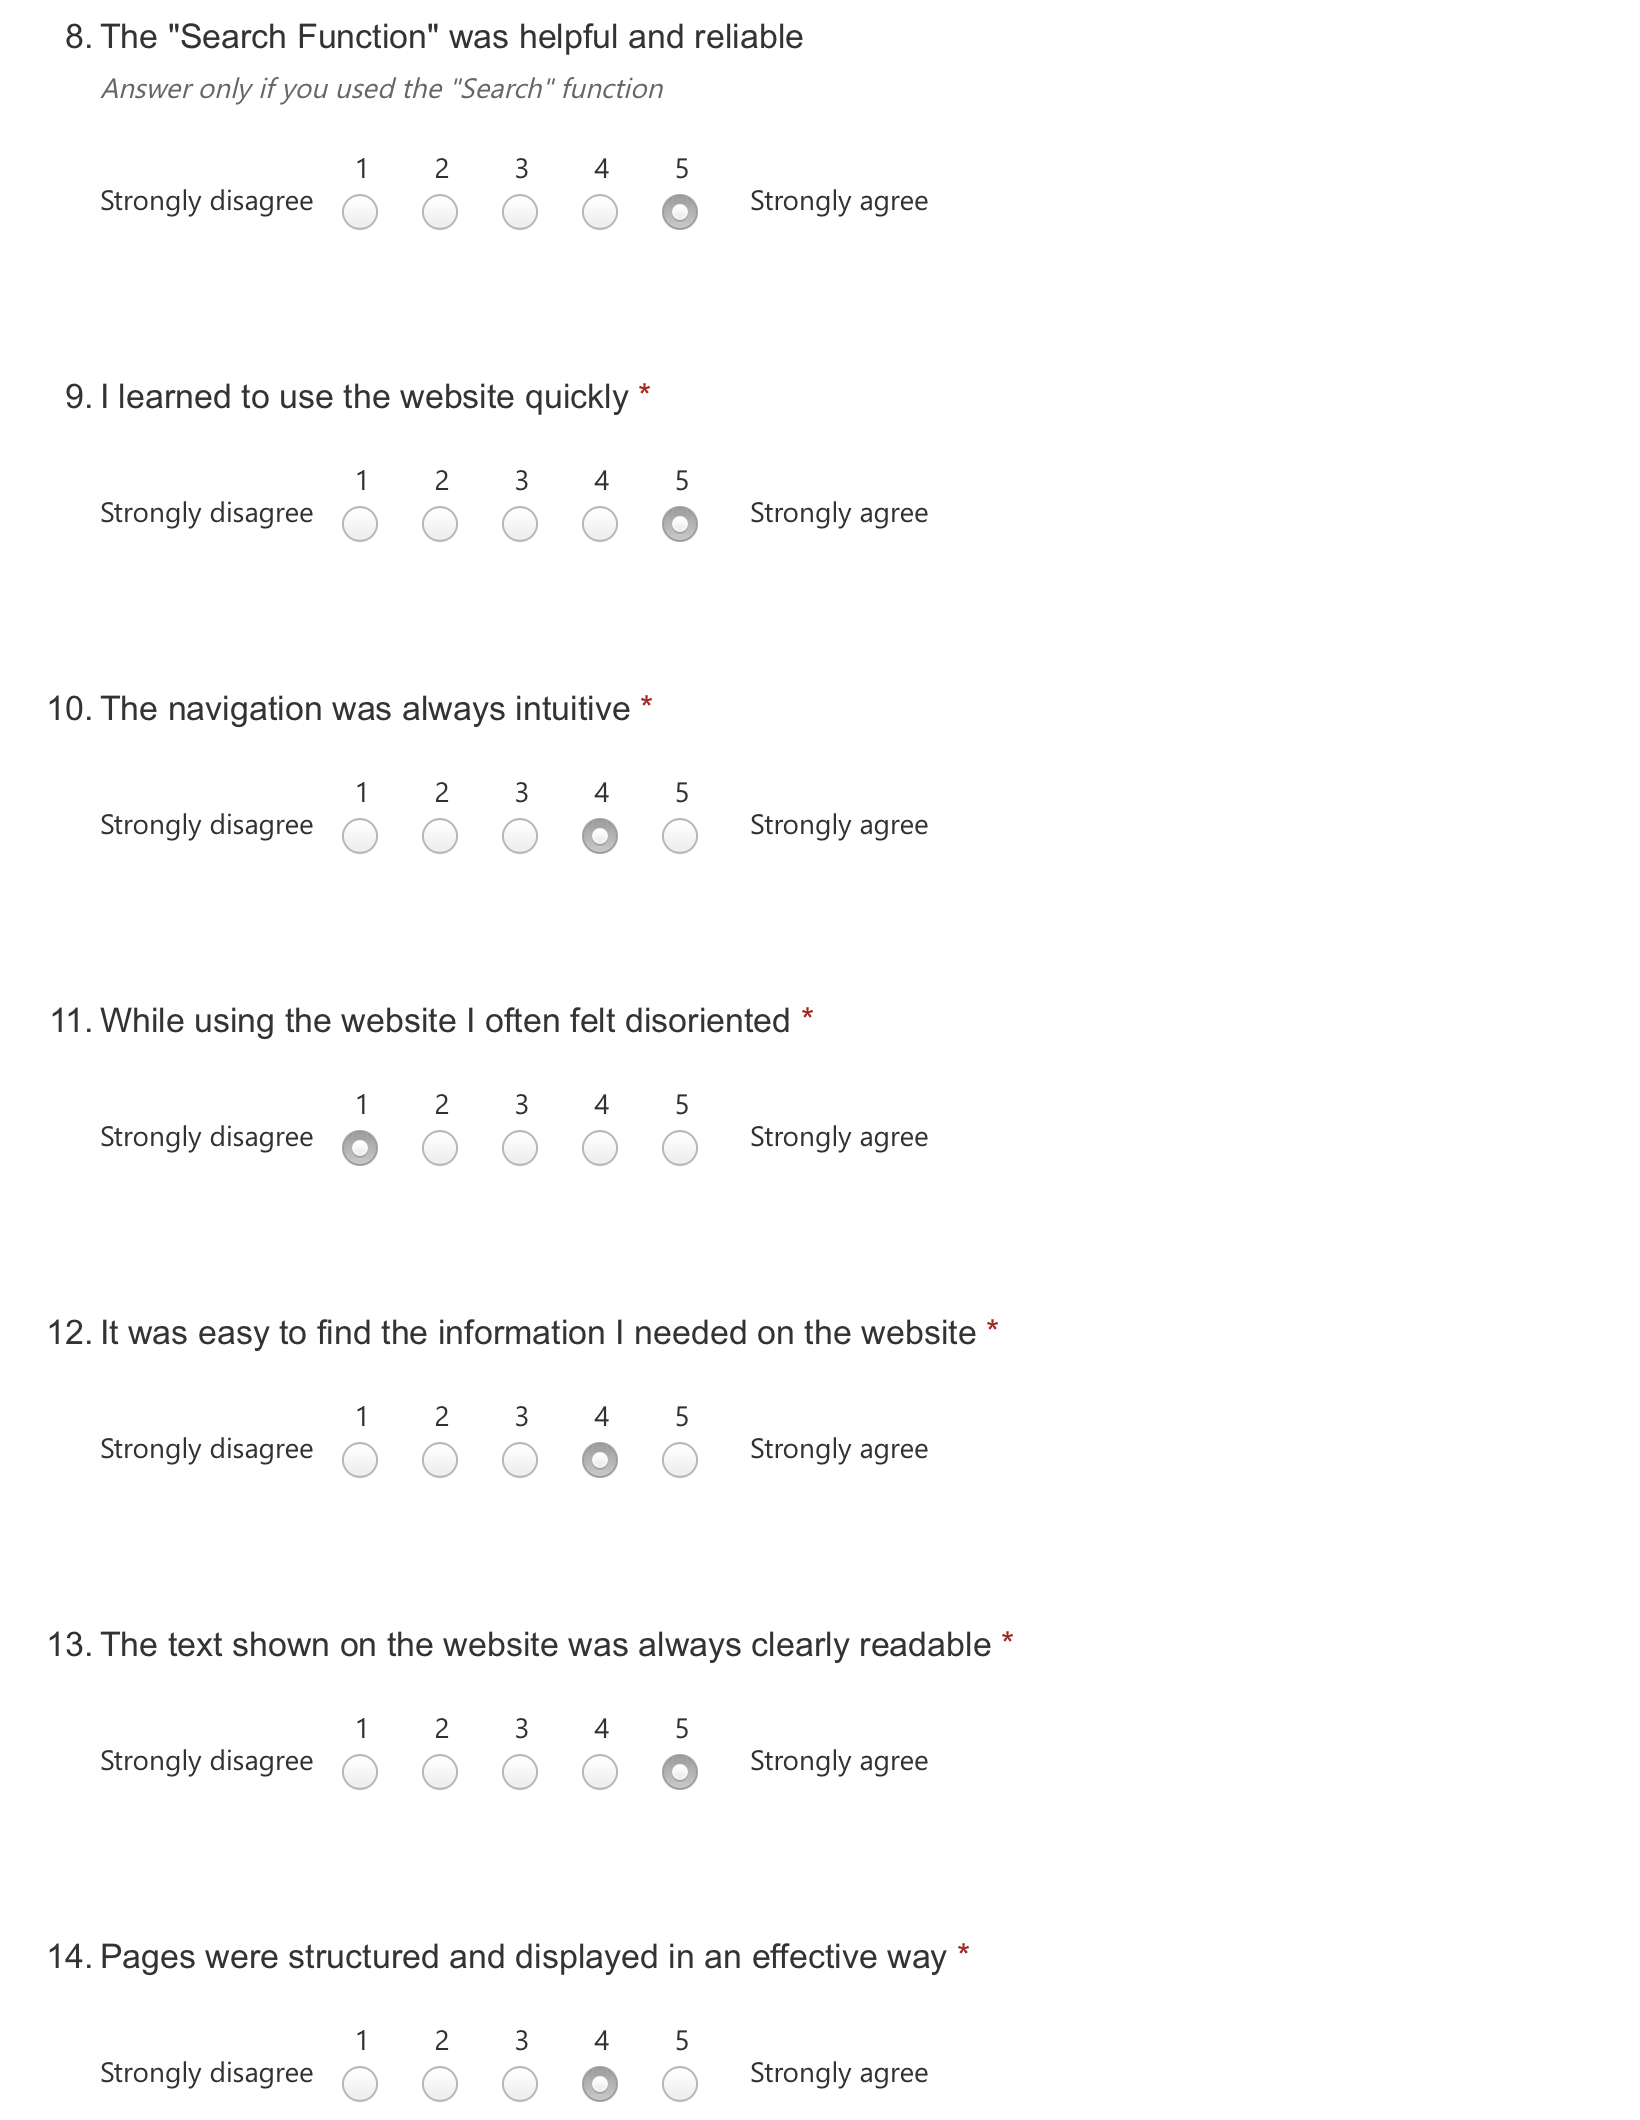 8. The "Search Function" was helpful and reliable
Answer only if you used the "Search" function
1 2 3 4 5
Strongly disagree Strongly agree
9. I learned to use the website quickly *
1 2 3 4 5
Strongly disagree Strongly agree
10. The navigation was always intuitive *
1 2 3 4 5
Strongly disagree Strongly agree
11. While using the website I often felt disoriented *
1 2 3 4 5
Strongly disagree Strongly agree
12. It was easy to find the information I needed on the website *
1 2 3 4 5
Strongly disagree Strongly agree
13. The text shown on the website was always clearly readable *
1 2 3 4 5
Strongly disagree Strongly agree
14. Pages were structured and displayed in an effective way *
1 2 3 4 5
Strongly disagree Strongly agree